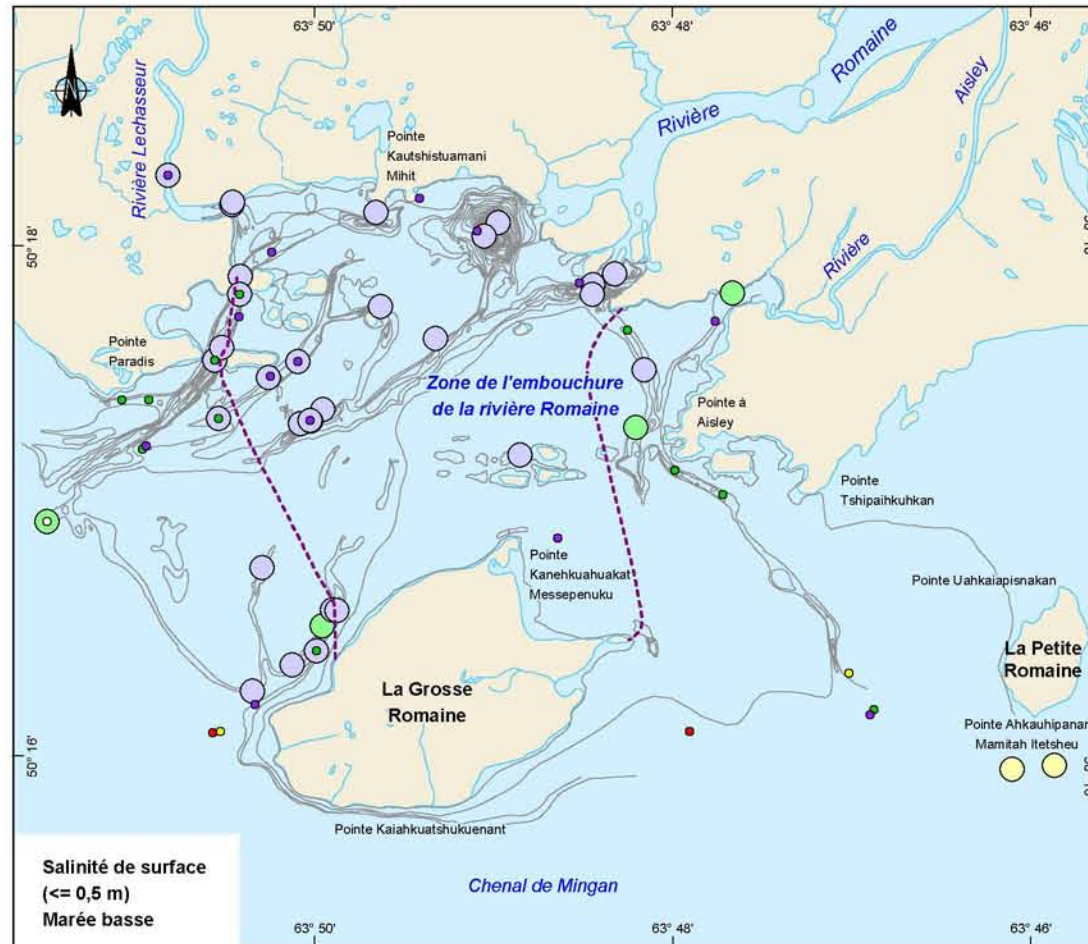 63° 50'
63° 48'
63° 46'
Romaine
Rivière
Aisley
Rivière Lechasseur
Pointe
Kautshistuamani
Mihit
50° 18'
Rivière
Pointe
Paradis
Zone de l'embouchure
de la rivière Romaine
Pointe à
Aisley
Pointe
Tshipaihkuhkan
Pointe
Kanehkuahuakat
Messepenuku
Pointe Uahkaiapisnakan
La Petite
Romaine
La Grosse
Romaine
Pointe Ahkauhipanan
Mamitah Itetsheu
50° 16'
Pointe Kaiahkuatshukuenant
Salinité de surface
(<= 0,5 m)
Marée basse
Chenal de Mingan
63° 50'
63° 48'
63° 46'